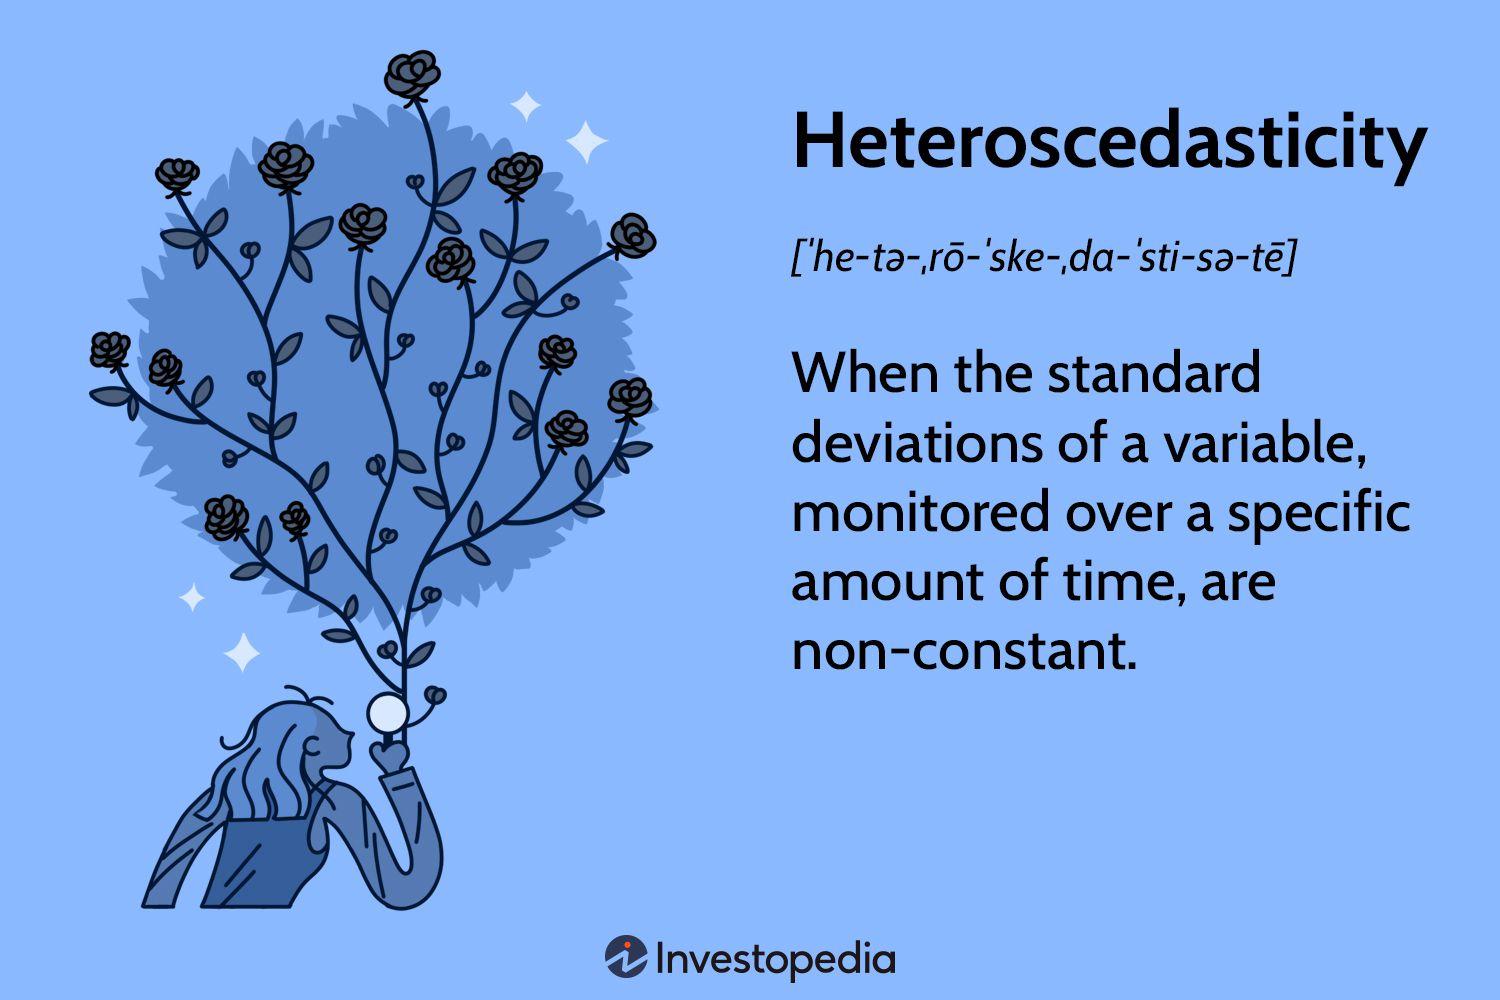 Heteroscedasticity
[ˈhe-tə-ˌrō-ˈske-ˌda-ˈsti-sə-tē]
When the standard
deviations of a variable,
monitored over a specific
amount of time, are
non-constant.
Investopedia